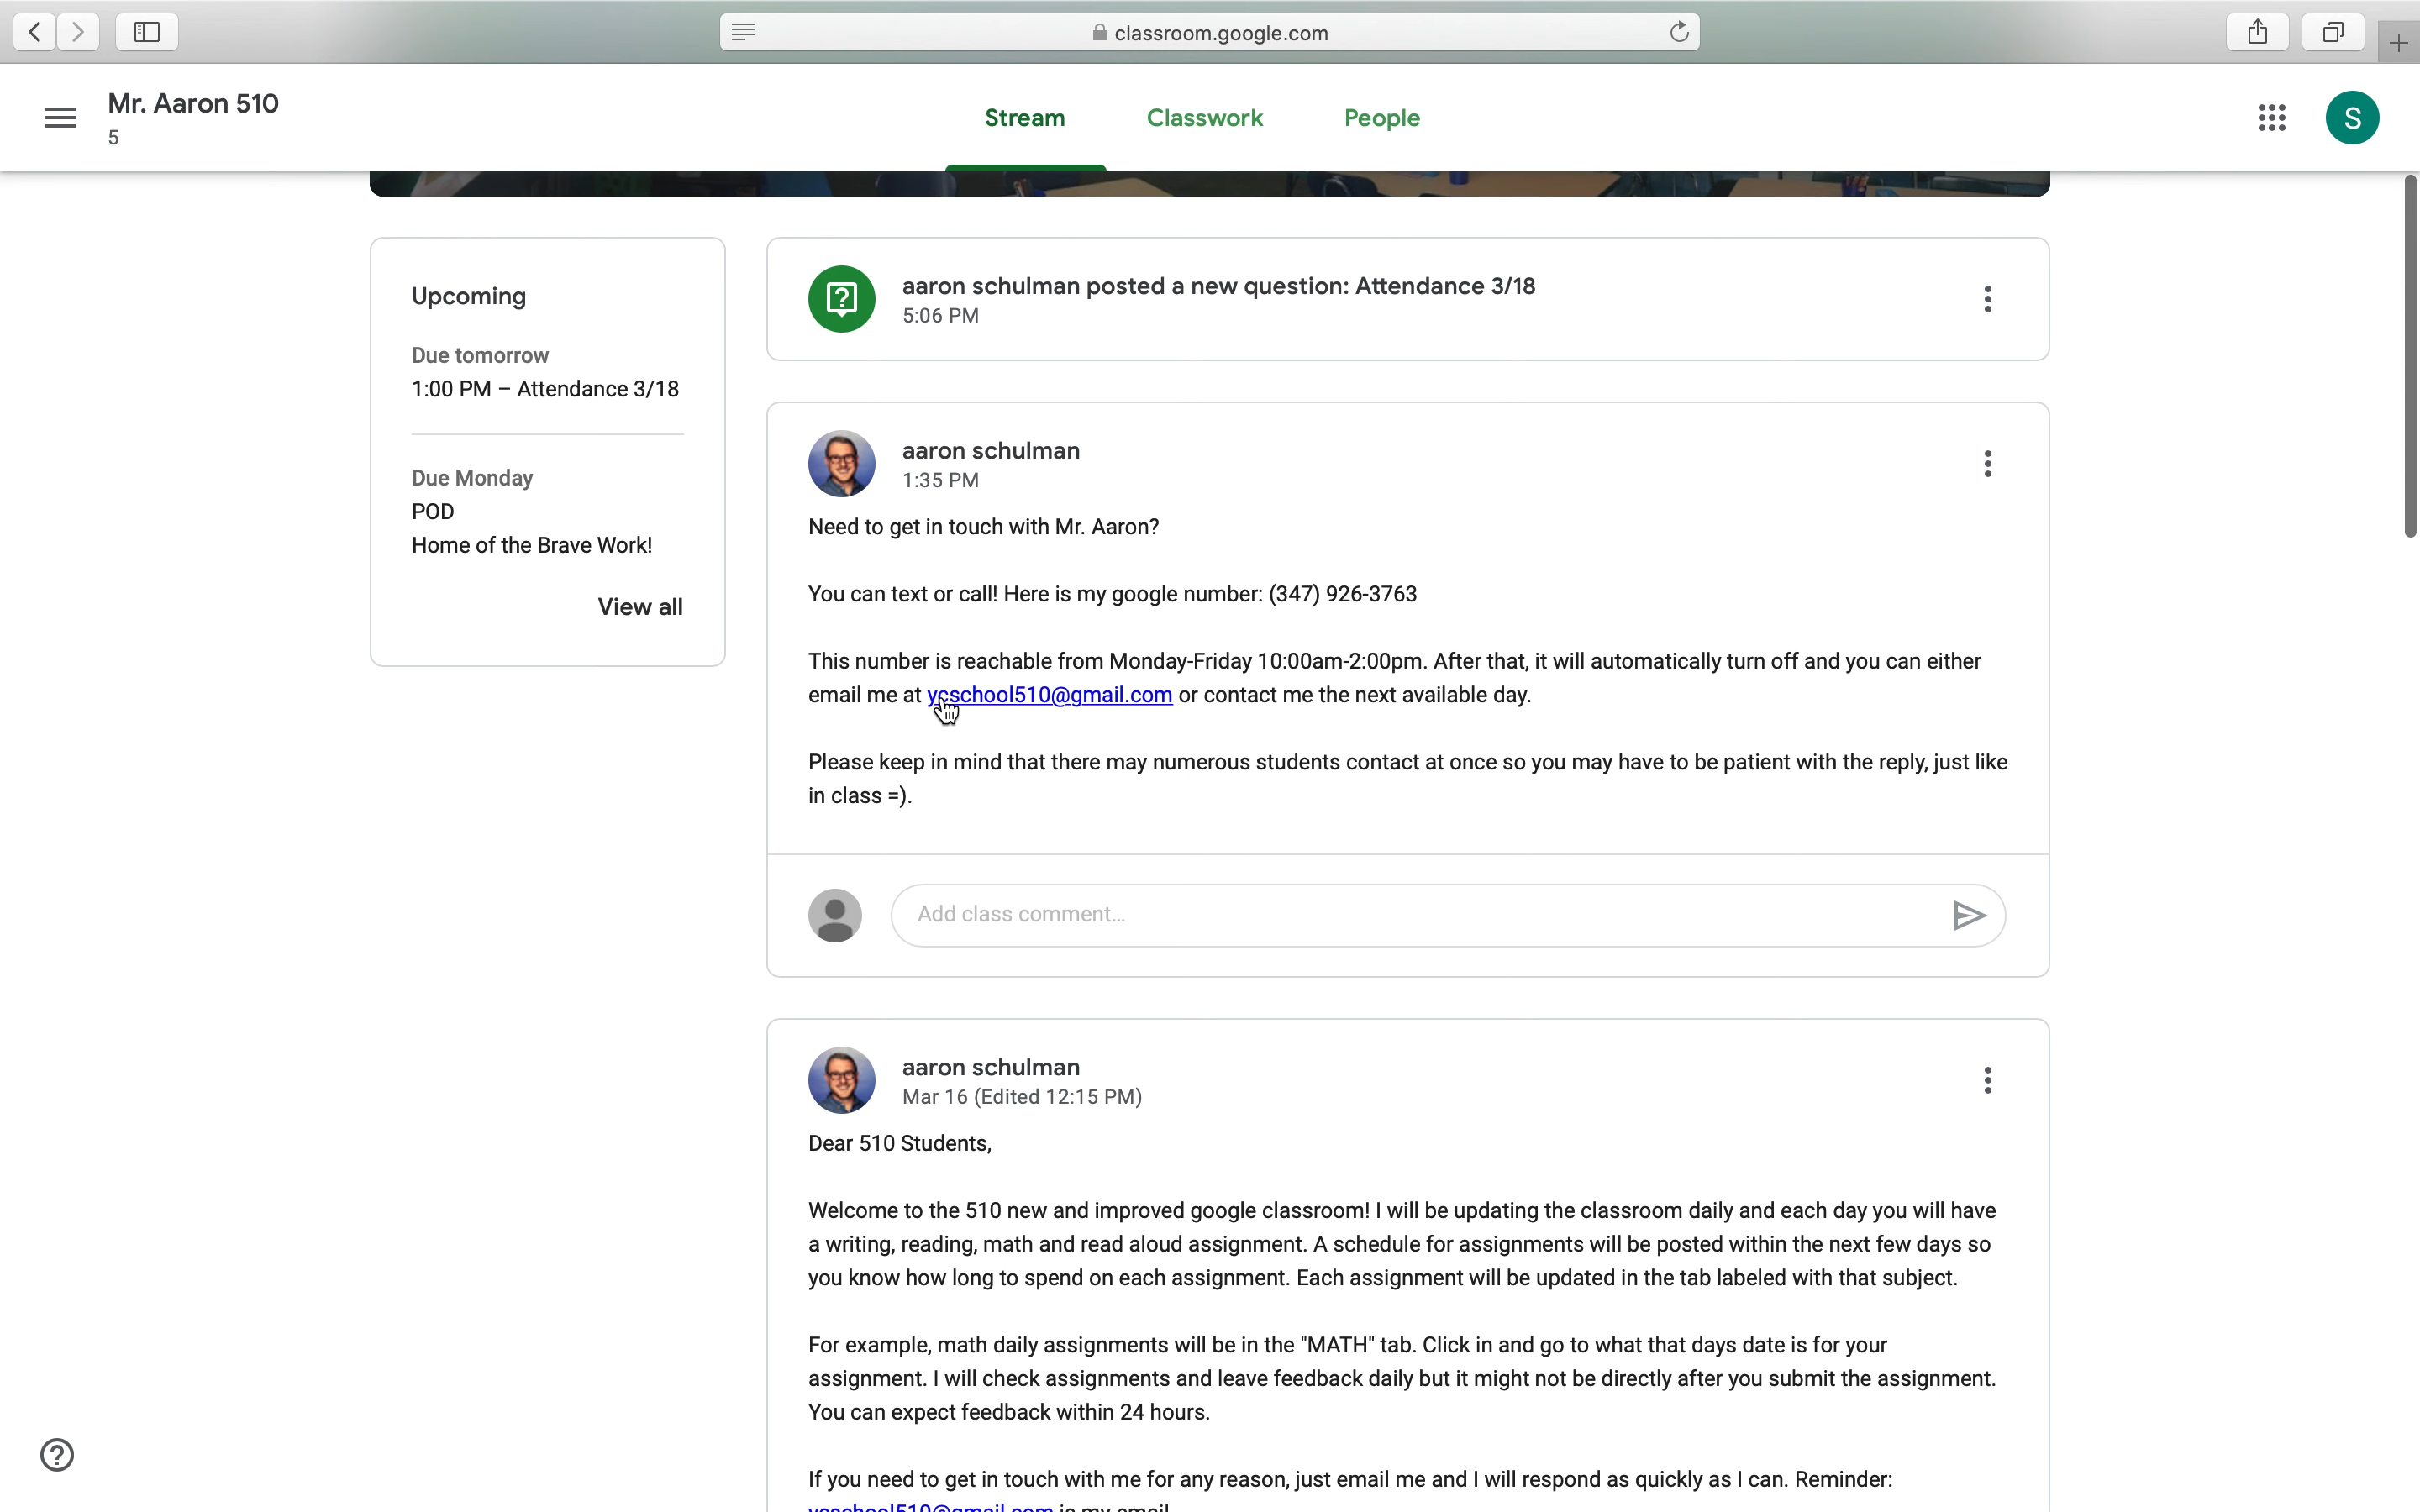 classroom.google.com
Mr. Aaron 510
5
Stream
Classwork
People
S
Upcoming
Due tomorrow
1:00 PM – Attendance 3/18
Due Monday
POD
Home of the Brave Work!
View all
aaron schulman posted a new question: Attendance 3/18
5:06 PM
aaron schulman
1:35 PM
Need to get in touch with Mr. Aaron?
You can text or call! Here is my google number: (347) 926-3763
This number is reachable from Monday-Friday 10:00am-2:00pm. After that, it will automatically turn off and you can either
email me at ycschool510@gmail.com or contact me the next available day.
Please keep in mind that there may numerous students contact at once so you may have to be patient with the reply, just like
in class =).
Add class comment...
aaron schulman
Mar 16 (Edited 12:15 PM)
Dear 510 Students,
Welcome to the 510 new and improved google classroom! I will be updating the classroom daily and each day you will have
a writing, reading, math and read aloud assignment. A schedule for assignments will be posted within the next few days so
you know how long to spend on each assignment. Each assignment will be updated in the tab labeled with that subject.
For example, math daily assignments will be in the "MATH" tab. Click in and go to what that days date is for your
assignment. I will check assignments and leave feedback daily but it might not be directly after you submit the assignment.
You can expect feedback within 24 hours.
If you need to get in touch with me for any reason, just email me and I will respond as quickly as I can. Reminder:
ycschool510@gmail.com is my email